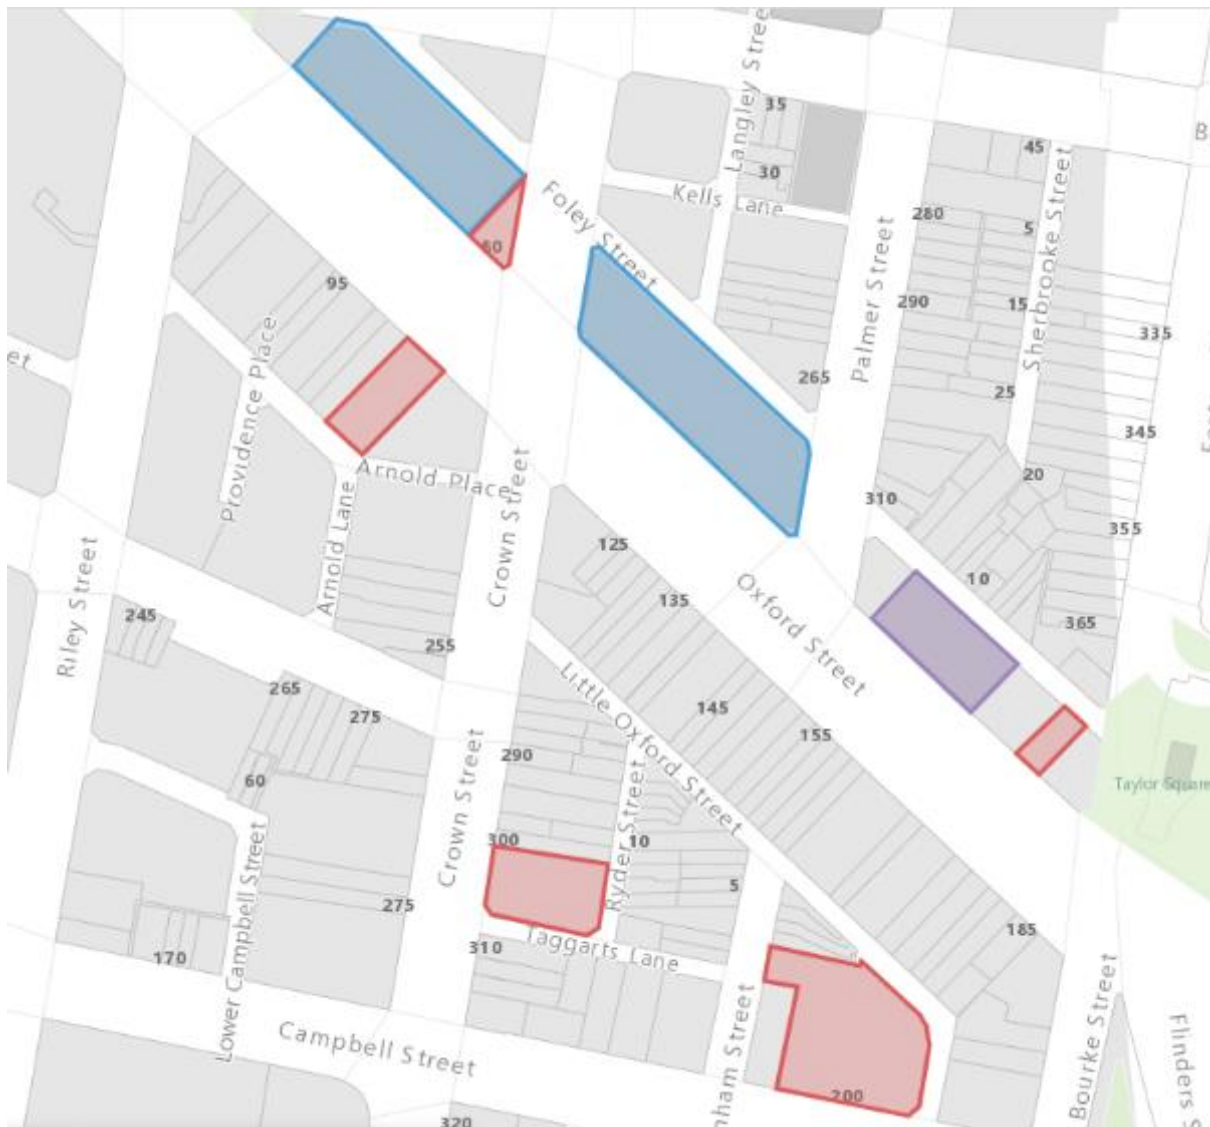 Langley Stree
35
B
45
30
Kells Lane
Foley Street
280
5
Sherbrooke Street
60
Palmer Street
95
290
15
335
et
265
25
Providence Place
345
Arnold Place
20
Crown Street
310
355
Arnold Lane
125
Riley Street
10
Oxford Street
135
245
365
255
Little Oxford Street
265
145
275
155
290
Crown Street
60
Taylor Square
Ryder Street
300
10
Lower Campbell Street
5
275
185
Taggarts Lane
310
170
Bourke Street
nham Street
Flinders S
Campbell Street
200
320